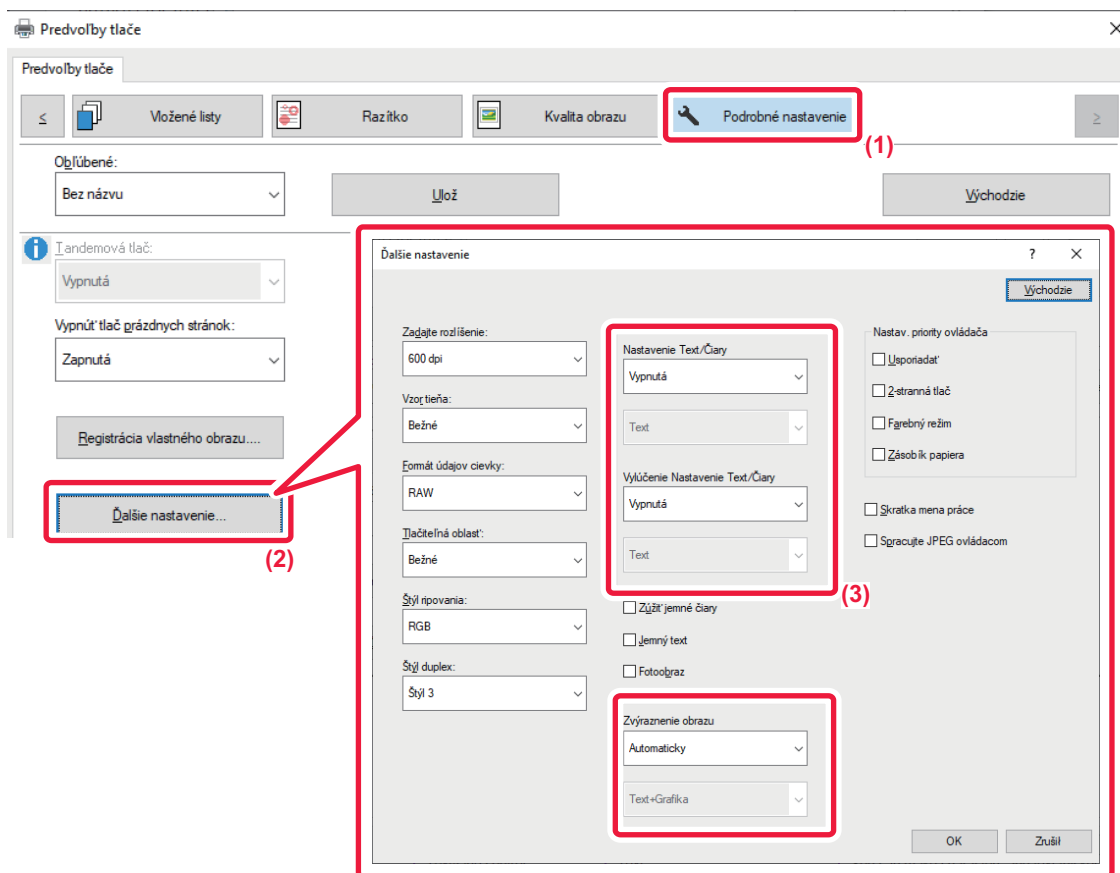 Predvoľby tlače
Predvoľby tlače
<
Vložené listy
Razítko
Kvalita obrazu
Podrobné nastavenie
>
(1)
Obľúbené:
Bez názvu
Ulož
Východzie
Tandemová tlač:
Vypnutá
Vypnúť tlač prázdnych stránok:
Zapnutá
Registrácia vlastného obrazu....
Ďalšie nastavenie...
(2)
Ďalšie nastavenie
?
Východzie
Zadajte rozlíšenie:
600 dpi
Vzor tieňa:
Bežné
Formát údajov cievky:
RAW
Tlačiteľná oblasť:
Bežné
Štýl ripovania:
RGB
Štýl duplex:
Štýl 3
Nastavenie Text/Čiary
Vypnutá
Text
Vylúčenie Nastavenie Text/Čiary
Vypnutá
Text
(3)
Zúžiť jemné čiary
Jemný text
Fotoobraz
Zvýraznenie obrazu
Automaticky
Text+Grafika
Nastav. priority ovládača
Usporiadať
2-stranná tlač
Farebný režim
Zásobík papiera
Skratka mena práce
Spracujte JPEG ovládacom
OK
Zrušiť